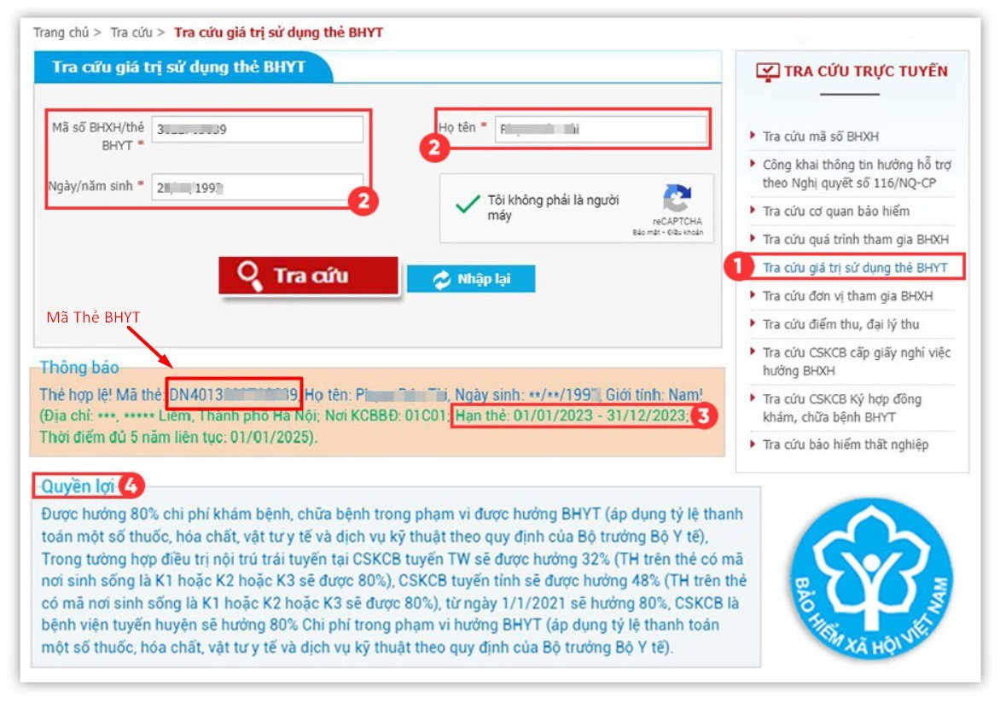 Trang chủ > Tra cứu > Tra cứu giá trị sử dụng thẻ BHYT
Tra cứu giá trị sử dụng thẻ BHYT
Mã số BHXH/thẻ
BHYT *
Ngày/năm sinh *
2
Họ tên *
2
Tôi không phải là người
máy
reCAPTCHA
Bảo mật - Điều khoản
Tra cứu
Nhập lại
Mã Thẻ BHYT
Thông báo
Thẻ hợp lệ! Mã thẻ: DN4013 9, Họ tên: Ngày sinh: **/**/199 , Giới tính: Nam!
(Địa chỉ: ***, ***** Liêm, Thành phố Hà Nội; Nơi KCBBĐ: 01C01; Hạn thẻ: 01/01/2023 - 31/12/2023; 3
Thời điểm đủ 5 năm liên tục: 01/01/2025).
Quyền lợi 4
Được hưởng 80% chi phí khám bệnh, chữa bệnh trong phạm vi được hưởng BHYT (áp dụng tỷ lệ thanh
toán một số thuốc, hóa chất, vật tư y tế và dịch vụ kỹ thuật theo quy định của Bộ trưởng Bộ Y tế),
Trong tường hợp điều trị nội trú trái tuyến tại CSKCB tuyến TW sẽ được hưởng 32% (TH trên thẻ có mã
nơi sinh sống là K1 hoặc K2 hoặc K3 sẽ được 80%), CSKCB tuyến tỉnh sẽ được hưởng 48% (TH trên thẻ
có mã nơi sinh sống là K1 hoặc K2 hoặc K3 sẽ được 80%), từ ngày 1/1/2021 sẽ hưởng 80%, CSKCB là
bệnh viện tuyến huyện sẽ hưởng 80% Chi phí trong phạm vi hưởng BHYT (áp dụng tỷ lệ thanh toán
một số thuốc, hóa chất, vật tư y tế và dịch vụ kỹ thuật theo quy định của Bộ trưởng Bộ Y tế).
TRA CỨU TRỰC TUYẾN
Tra cứu mã số BHXH
Công khai thông tin hướng hỗ trợ
theo Nghị quyết số 116/NQ-CP
Tra cứu cơ quan bảo hiểm
Tra cứu quá trình tham gia BHXH
1 Tra cứu giá trị sử dụng thẻ BHYT
Tra cứu đơn vị tham gia BHXH
Tra cứu điểm thu, đại lý thu
Tra cứu CSKCB cấp giấy nghỉ việc
hưởng BHXH
Tra cứu CSKCB Ký hợp đồng
khám, chữa bệnh BHYT
Tra cứu bảo hiểm thất nghiệp
BẢO HIỂM XÃ HỘI VIỆT NAM